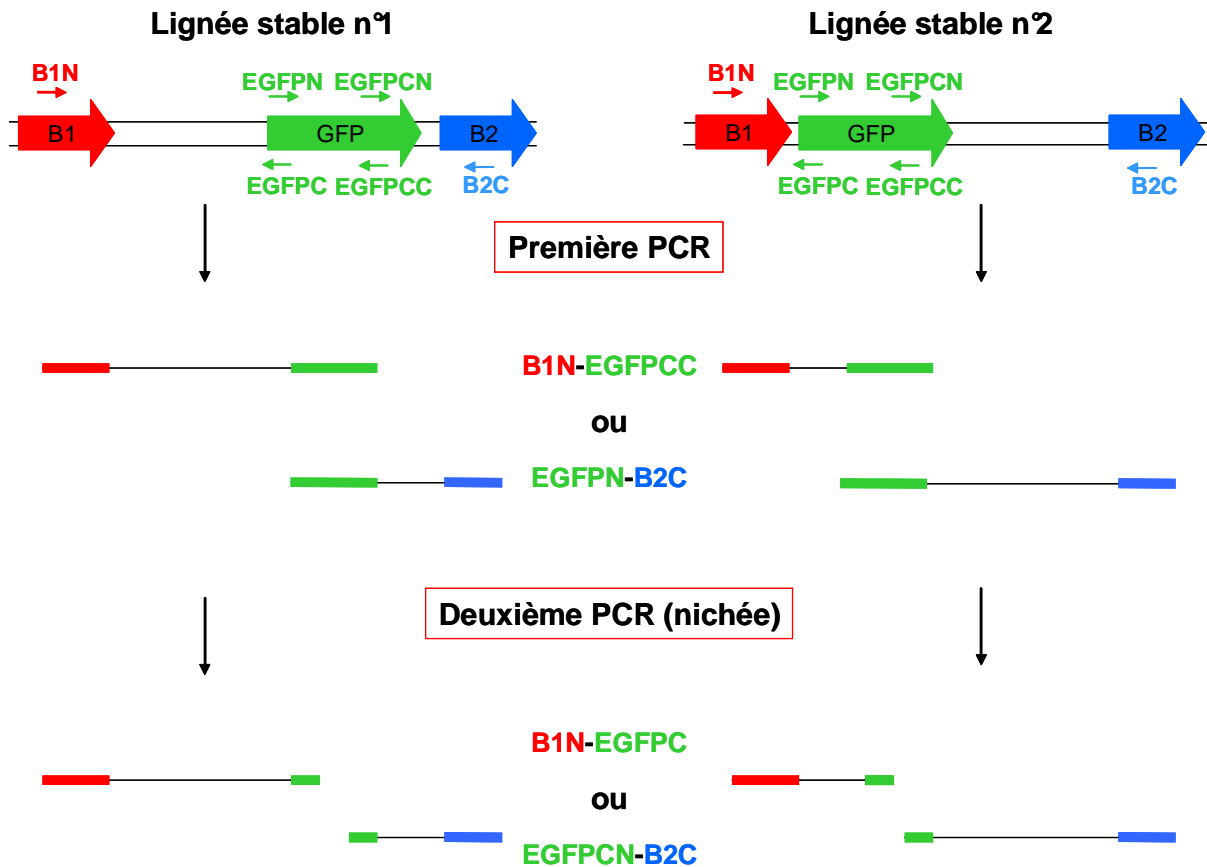 Lignée stable n°1
Lignée stable n°2
B1N
EGFPN EGFPCN
B1N
EGFPN EGFPCN
B1
GFP
B2
B1
GFP
B2
EGFPC EGFPCC B2C
EGFPC EGFPCC B2C
Première PCR
B1N-EGFPCC
ou
EGFPN-B2C
Deuxième PCR (nichée)
B1N-EGFPC
ou
EGFPCN-B2C